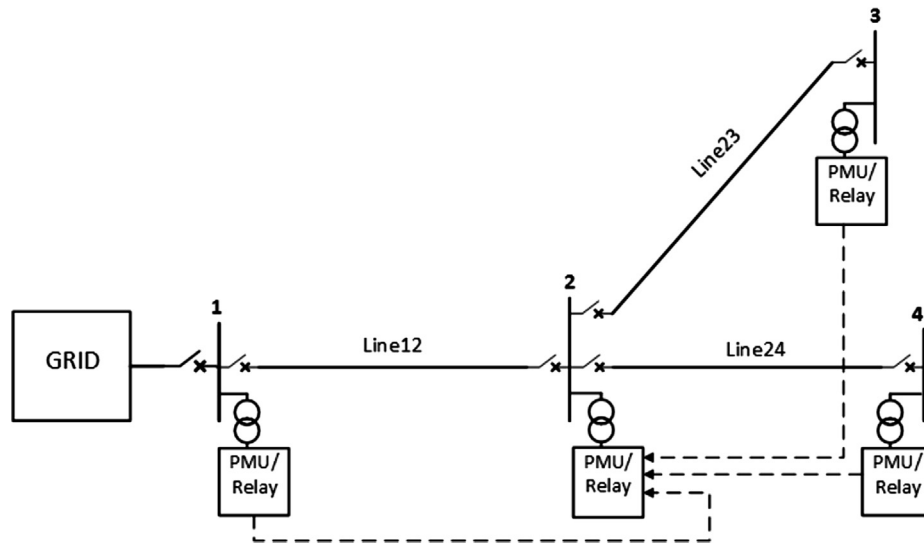 3
Line23
PMU/
Relay
1
2
4
GRID
Line12
Line24
PMU/
Relay
PMU/
Relay
PMU/
Relay